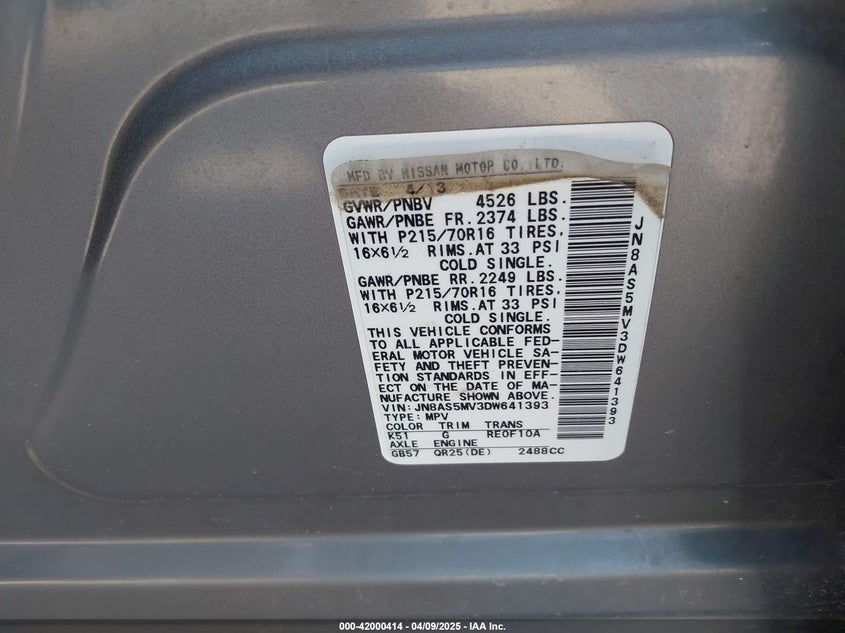 MFD BY NISSAN MOTOR CO.,LTD.
DATE 4/13
GVWR/PNBV 4526 LBS.
GAWR/PNBE FR. 2374 LBS.
WITH P215/70R16 TIRES,
16X6½ RIMS.AT 33 PSI
COLD SINGLE.
GAWR/PNBE RR. 2249 LBS.
WITH P215/70R16 TIRES,
16X6½ RIMS.AT 33 PSI
COLD SINGLE.
THIS VEHICLE CONFORMS
TO ALL APPLICABLE FED-
ERAL MOTOR VEHICLE SA-
FETY AND THEFT PREVEN-
TION STANDARDS IN EFF-
ECT ON THE DATE OF MA-
NUFACTURE SHOWN ABOVE.
VIN: JN8AS5MV3DW641393
TYPE: MPV
COLOR TRIM TRANS
K51 G RE0F10A
AXLE ENGINE
GB57 QR25(DE) 2488CC
JN8AS5MV3DW641393
000-42000414 - 04/09/2025 - IAA Inc.